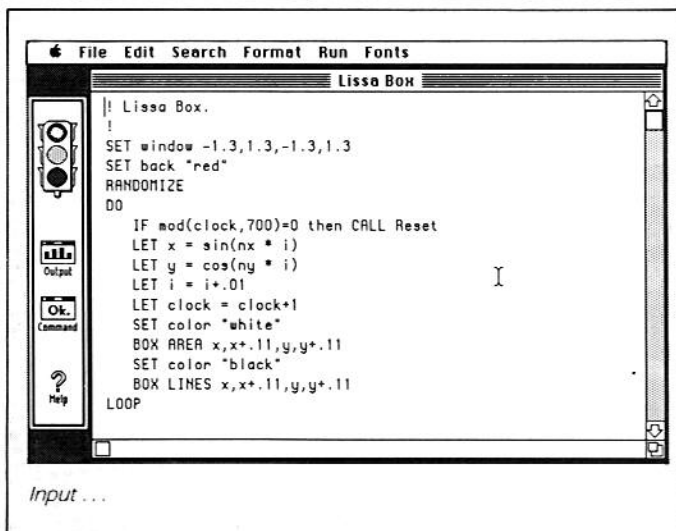 File Edit Search Format Run Fonts
Lissa Box
! Lissa Box.
!
SET window -1.3,1.3,-1.3,1.3
SET back "red"
RANDOMIZE
DO
IF mod(clock,700)=0 then CALL Reset
LET x = sin(nx * i)
LET y = cos(ny * i)
LET i = i+.01
LET clock = clock+1
SET color "white"
BOX AREA x,x+.11,y,y+.11
SET color "black"
BOX LINES x,x+.11,y,y+.11
LOOP
Output
Ok.
Command
?
Help
Input . . .